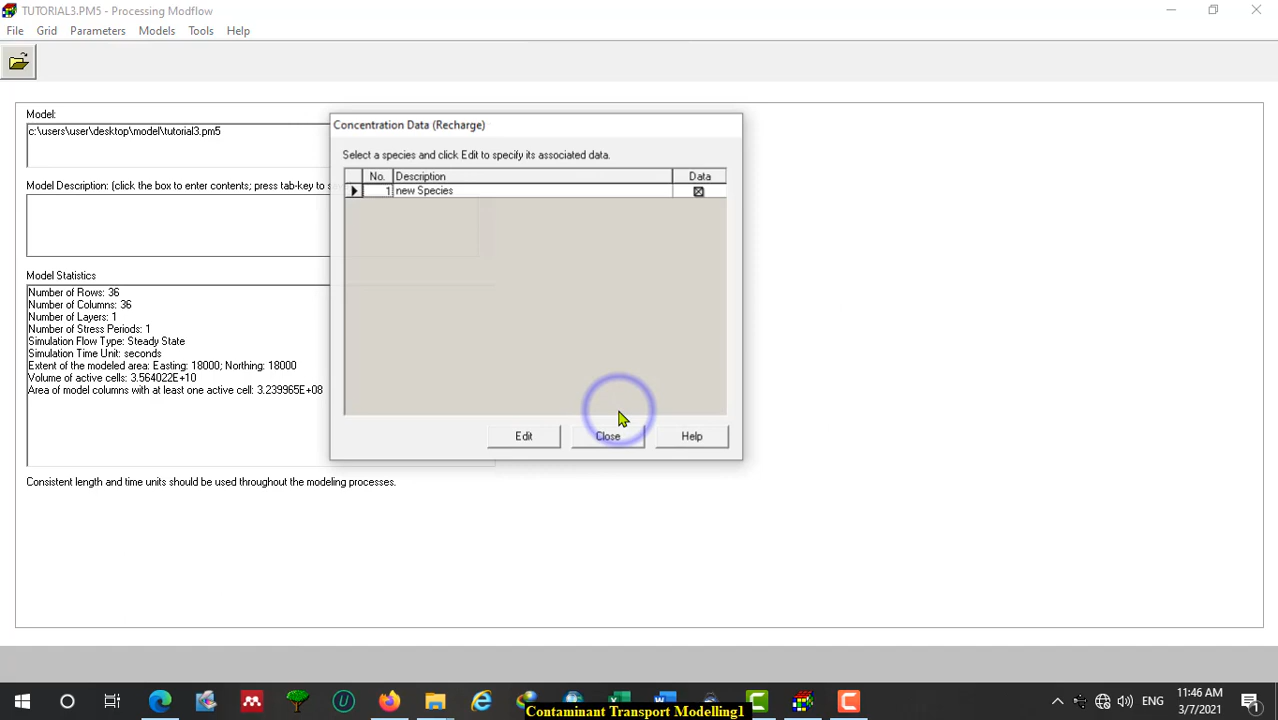 TUTORIAL3.PM5 - Processing Modflow
File Grid Parameters Models Tools Help
Model:
c:\users\user\desktop\model\tutorial3.pm5
Model Description: (click the box to enter contents; press tab-key to s
Model Statistics
Number of Rows: 36
Number of Columns: 36
Number of Layers: 1
Number of Stress Periods: 1
Simulation Flow Type: Steady State
Simulation Time Unit: seconds
Extent of the modeled area: Easting: 18000; Northing: 18000
Volume of active cells: 3.564022E+10
Area of model columns with at least one active cell: 3.239965E+08
Consistent length and time units should be used throughout the modeling processes.
Concentration Data (Recharge)
Select a species and click Edit to specify its associated data.
No. Description Data
1 new Species
Edit Close Help
ENG
11:46 AM
3/7/2021
1
Contaminant Transport Modelling1